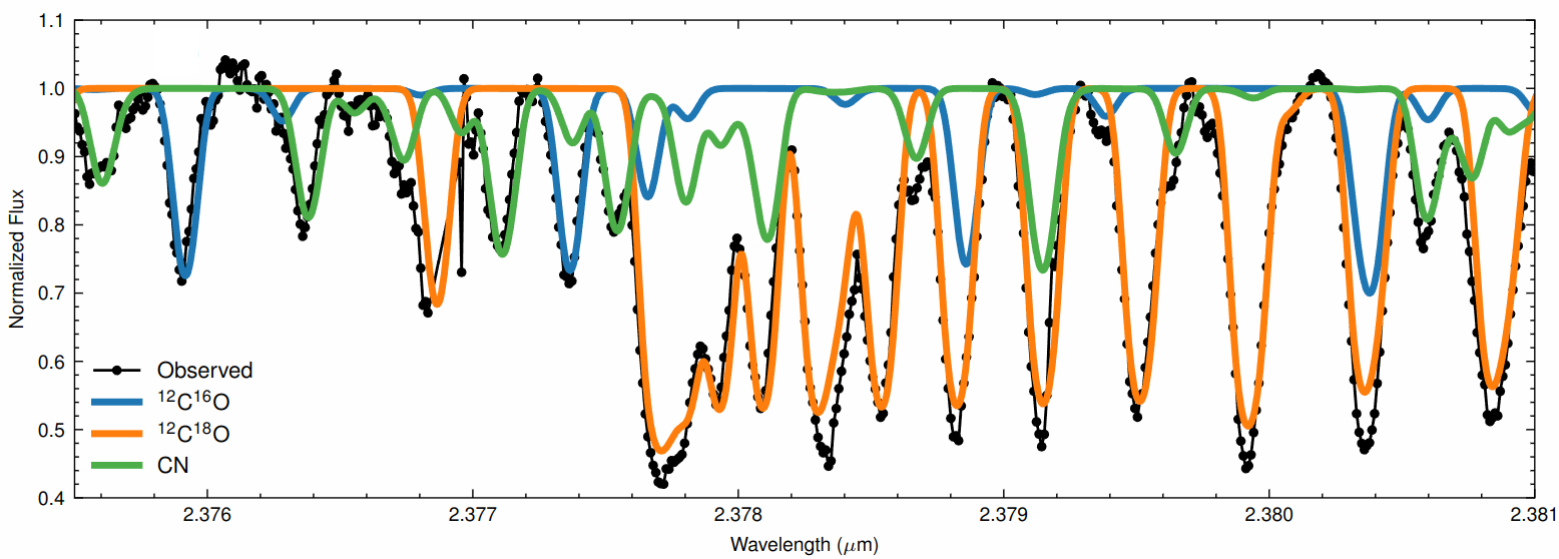 1.1
1.0
0.9
0.8
0.7
0.6
0.5
0.4
Normalized Flux
Observed
¹²C¹⁶O
¹²C¹⁸O
CN
2.376 2.377 2.378 2.379 2.380 2.381
Wavelength (μm)